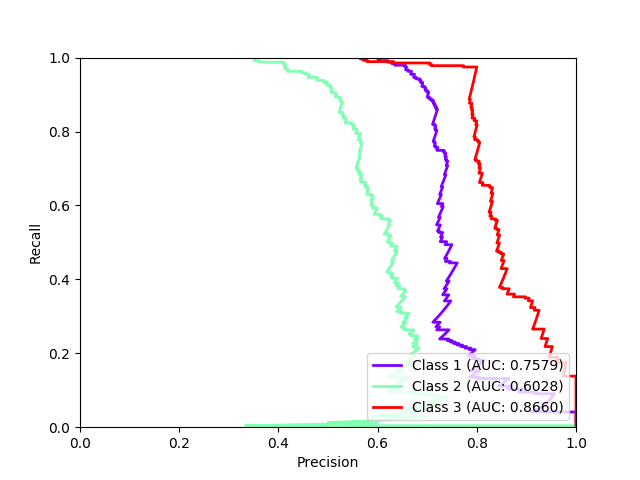 1.0
0.8
0.6
0.4
0.2
0.0
Recall
Class 1 (AUC: 0.7579)
Class 2 (AUC: 0.6028)
Class 3 (AUC: 0.8660)
0.0 0.2 0.4 0.6 0.8 1.0
Precision